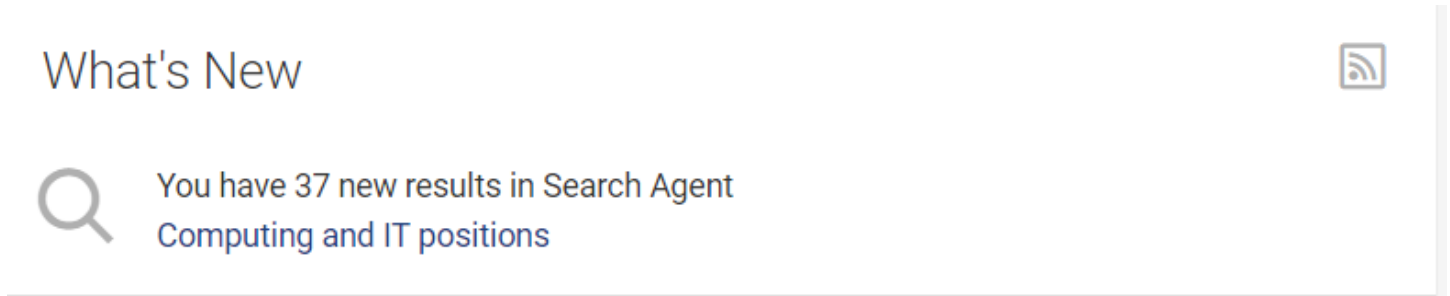 What's New
You have 37 new results in Search Agent
Computing and IT positions